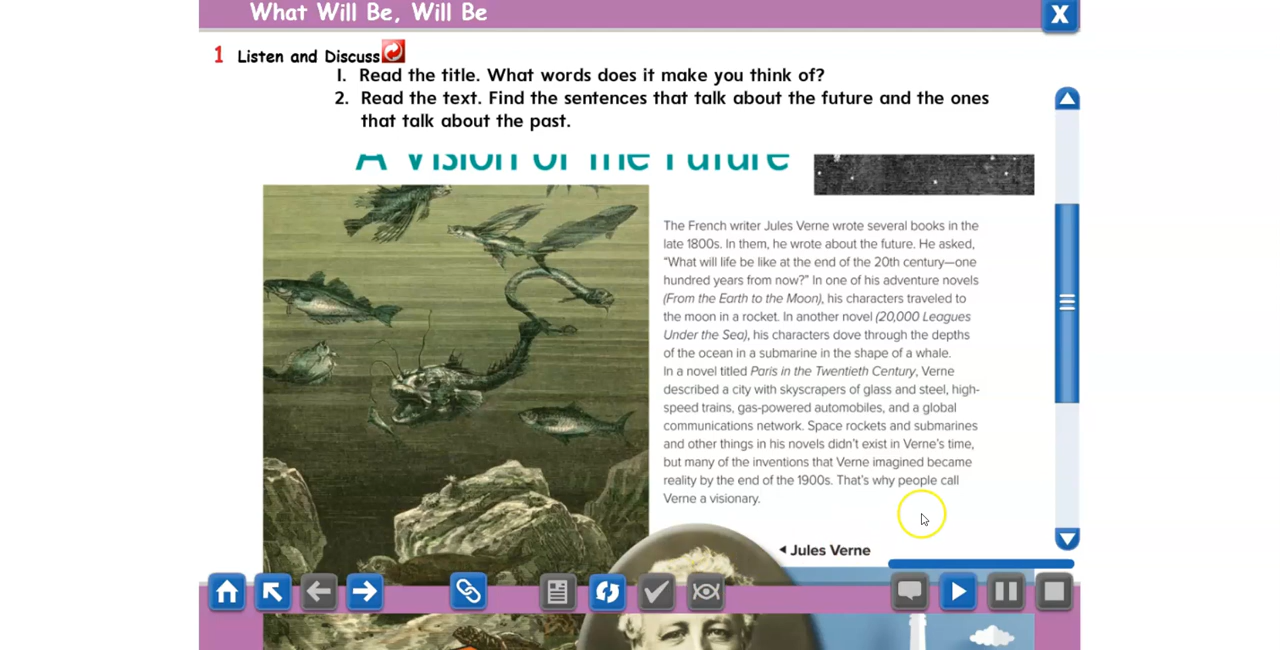 What Will Be, Will Be
X
1 Listen and Discuss
1. Read the title. What words does it make you think of?
2. Read the text. Find the sentences that talk about the future and the ones
that talk about the past.
A Vision of the Future
The French writer Jules Verne wrote several books in the
late 1800s. In them, he wrote about the future. He asked,
“What will life be like at the end of the 20th century—one
hundred years from now?” In one of his adventure novels
(From the Earth to the Moon), his characters traveled to
the moon in a rocket. In another novel (20,000 Leagues
Under the Sea), his characters dove through the depths
of the ocean in a submarine in the shape of a whale.
In a novel titled Paris in the Twentieth Century, Verne
described a city with skyscrapers of glass and steel, high-
speed trains, gas-powered automobiles, and a global
communications network. Space rockets and submarines
and other things in his novels didn’t exist in Verne’s time,
but many of the inventions that Verne imagined became
reality by the end of the 1900s. That’s why people call
Verne a visionary.
Jules Verne